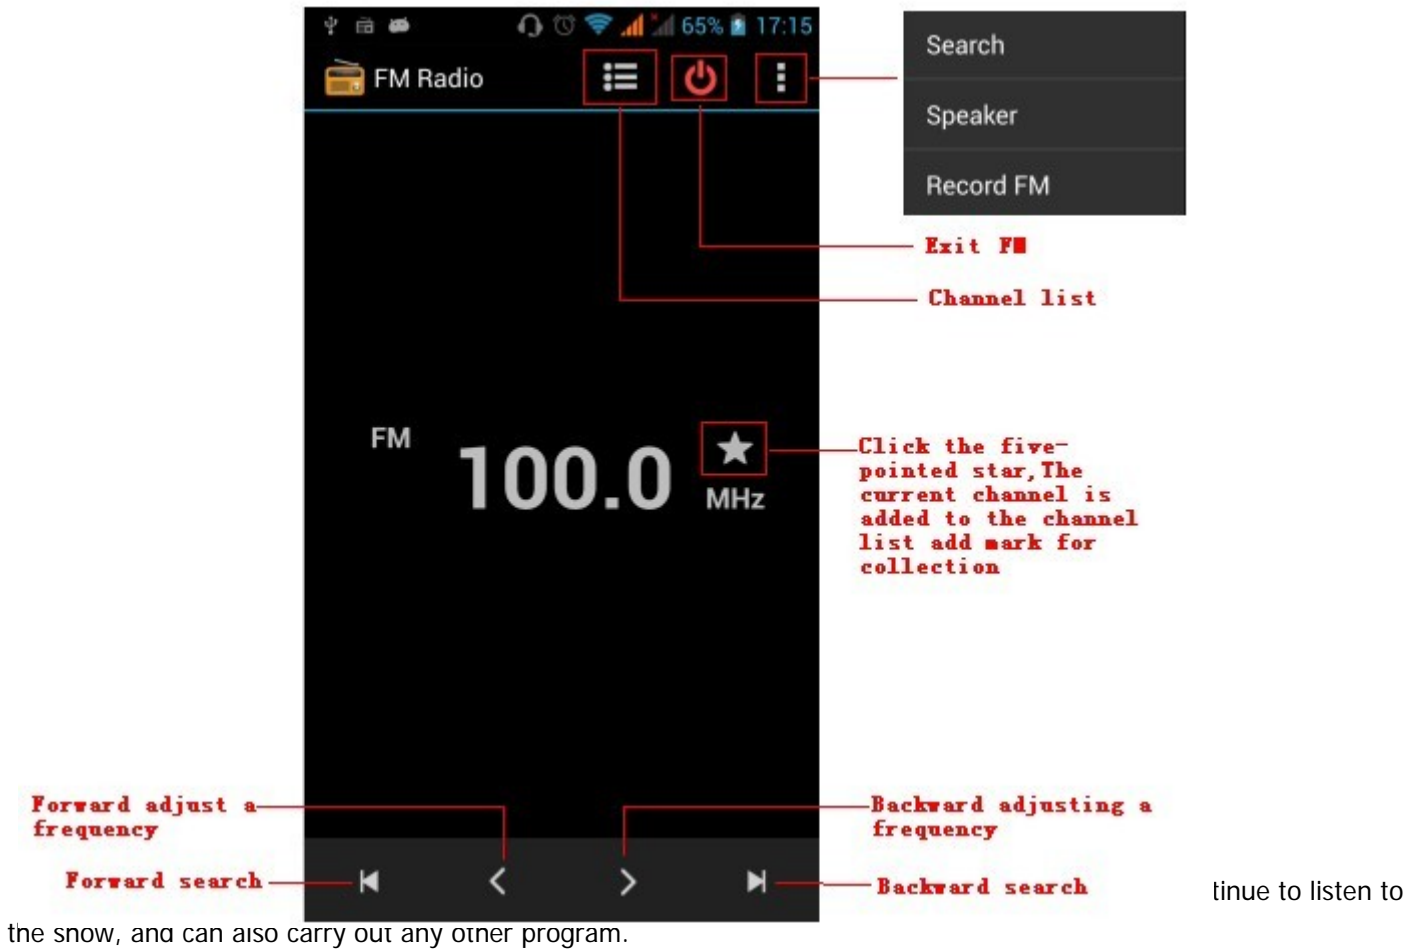 65% 17:15
FM Radio
Search
Speaker
Record FM
Exit FM
Channel list
FM
100.0
MHz
Click the five-
pointed star,The
current channel is
added to the channel
list add mark for
collection
Forward adjust a
frequency
Backward adjusting a
frequency
Forward search
Backward search
tinue to listen to
the show, and can also carry out any other program.